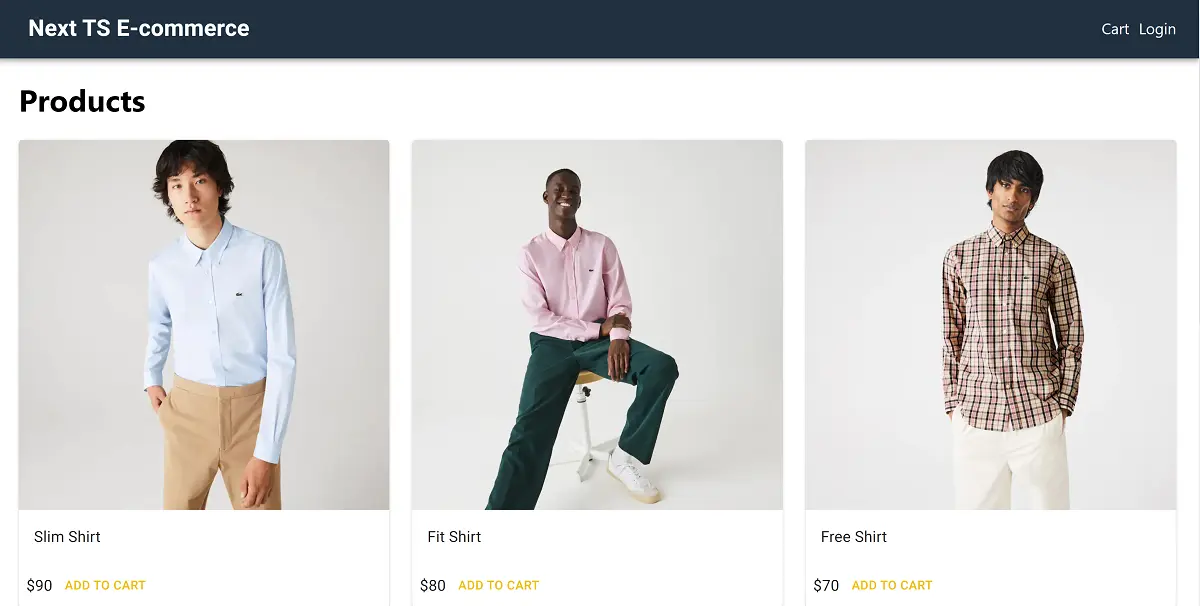 Next TS E-commerce
Cart Login
Products
Slim Shirt
$90 ADD TO CART
Fit Shirt
$80 ADD TO CART
Free Shirt
$70 ADD TO CART